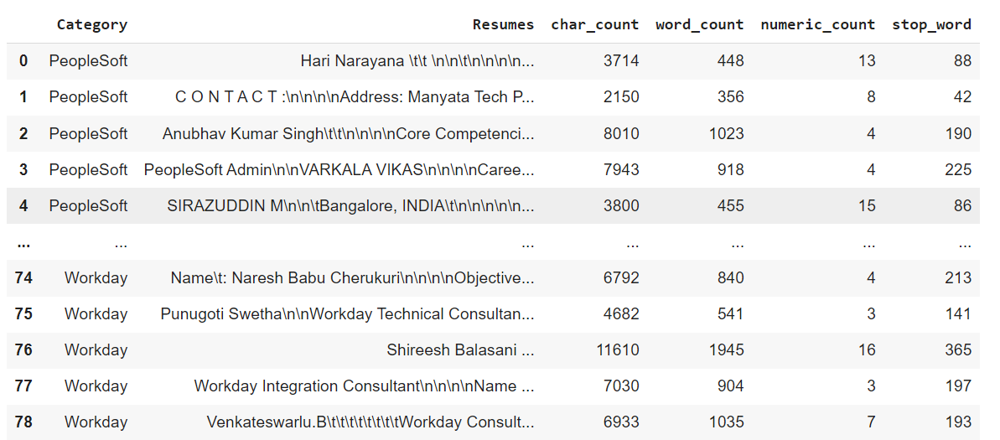 Category Resumes char_count word_count numeric_count stop_word
0 PeopleSoft Hari Narayana \t\t \n\n\t\n\n\n\n... 3714 448 13 88
1 PeopleSoft C O N T A C T :\n\n\n\nAddress: Manyata Tech P... 2150 356 8 42
2 PeopleSoft Anubhav Kumar Singh\t\t\n\n\n\nCore Competenci... 8010 1023 4 190
3 PeopleSoft PeopleSoft Admin\n\nVARKALA VIKAS\n\n\n\nCaree... 7943 918 4 225
4 PeopleSoft SIRAZUDDIN M\n\n\tBangalore, INDIA\t\n\n\n\n\n... 3800 455 15 86
... ... ... ... ... ... ...
74 Workday Name\t: Naresh Babu Cherukuri\n\n\n\nObjective... 6792 840 4 213
75 Workday Punugoti Swetha\n\nWorkday Technical Consultan... 4682 541 3 141
76 Workday Shireesh Balasani ... 11610 1945 16 365
77 Workday Workday Integration Consultant\n\n\n\nName ... 7030 904 3 197
78 Workday Venkateswarlu.B\t\t\t\t\t\t\t\tWorkday Consult... 6933 1035 7 193